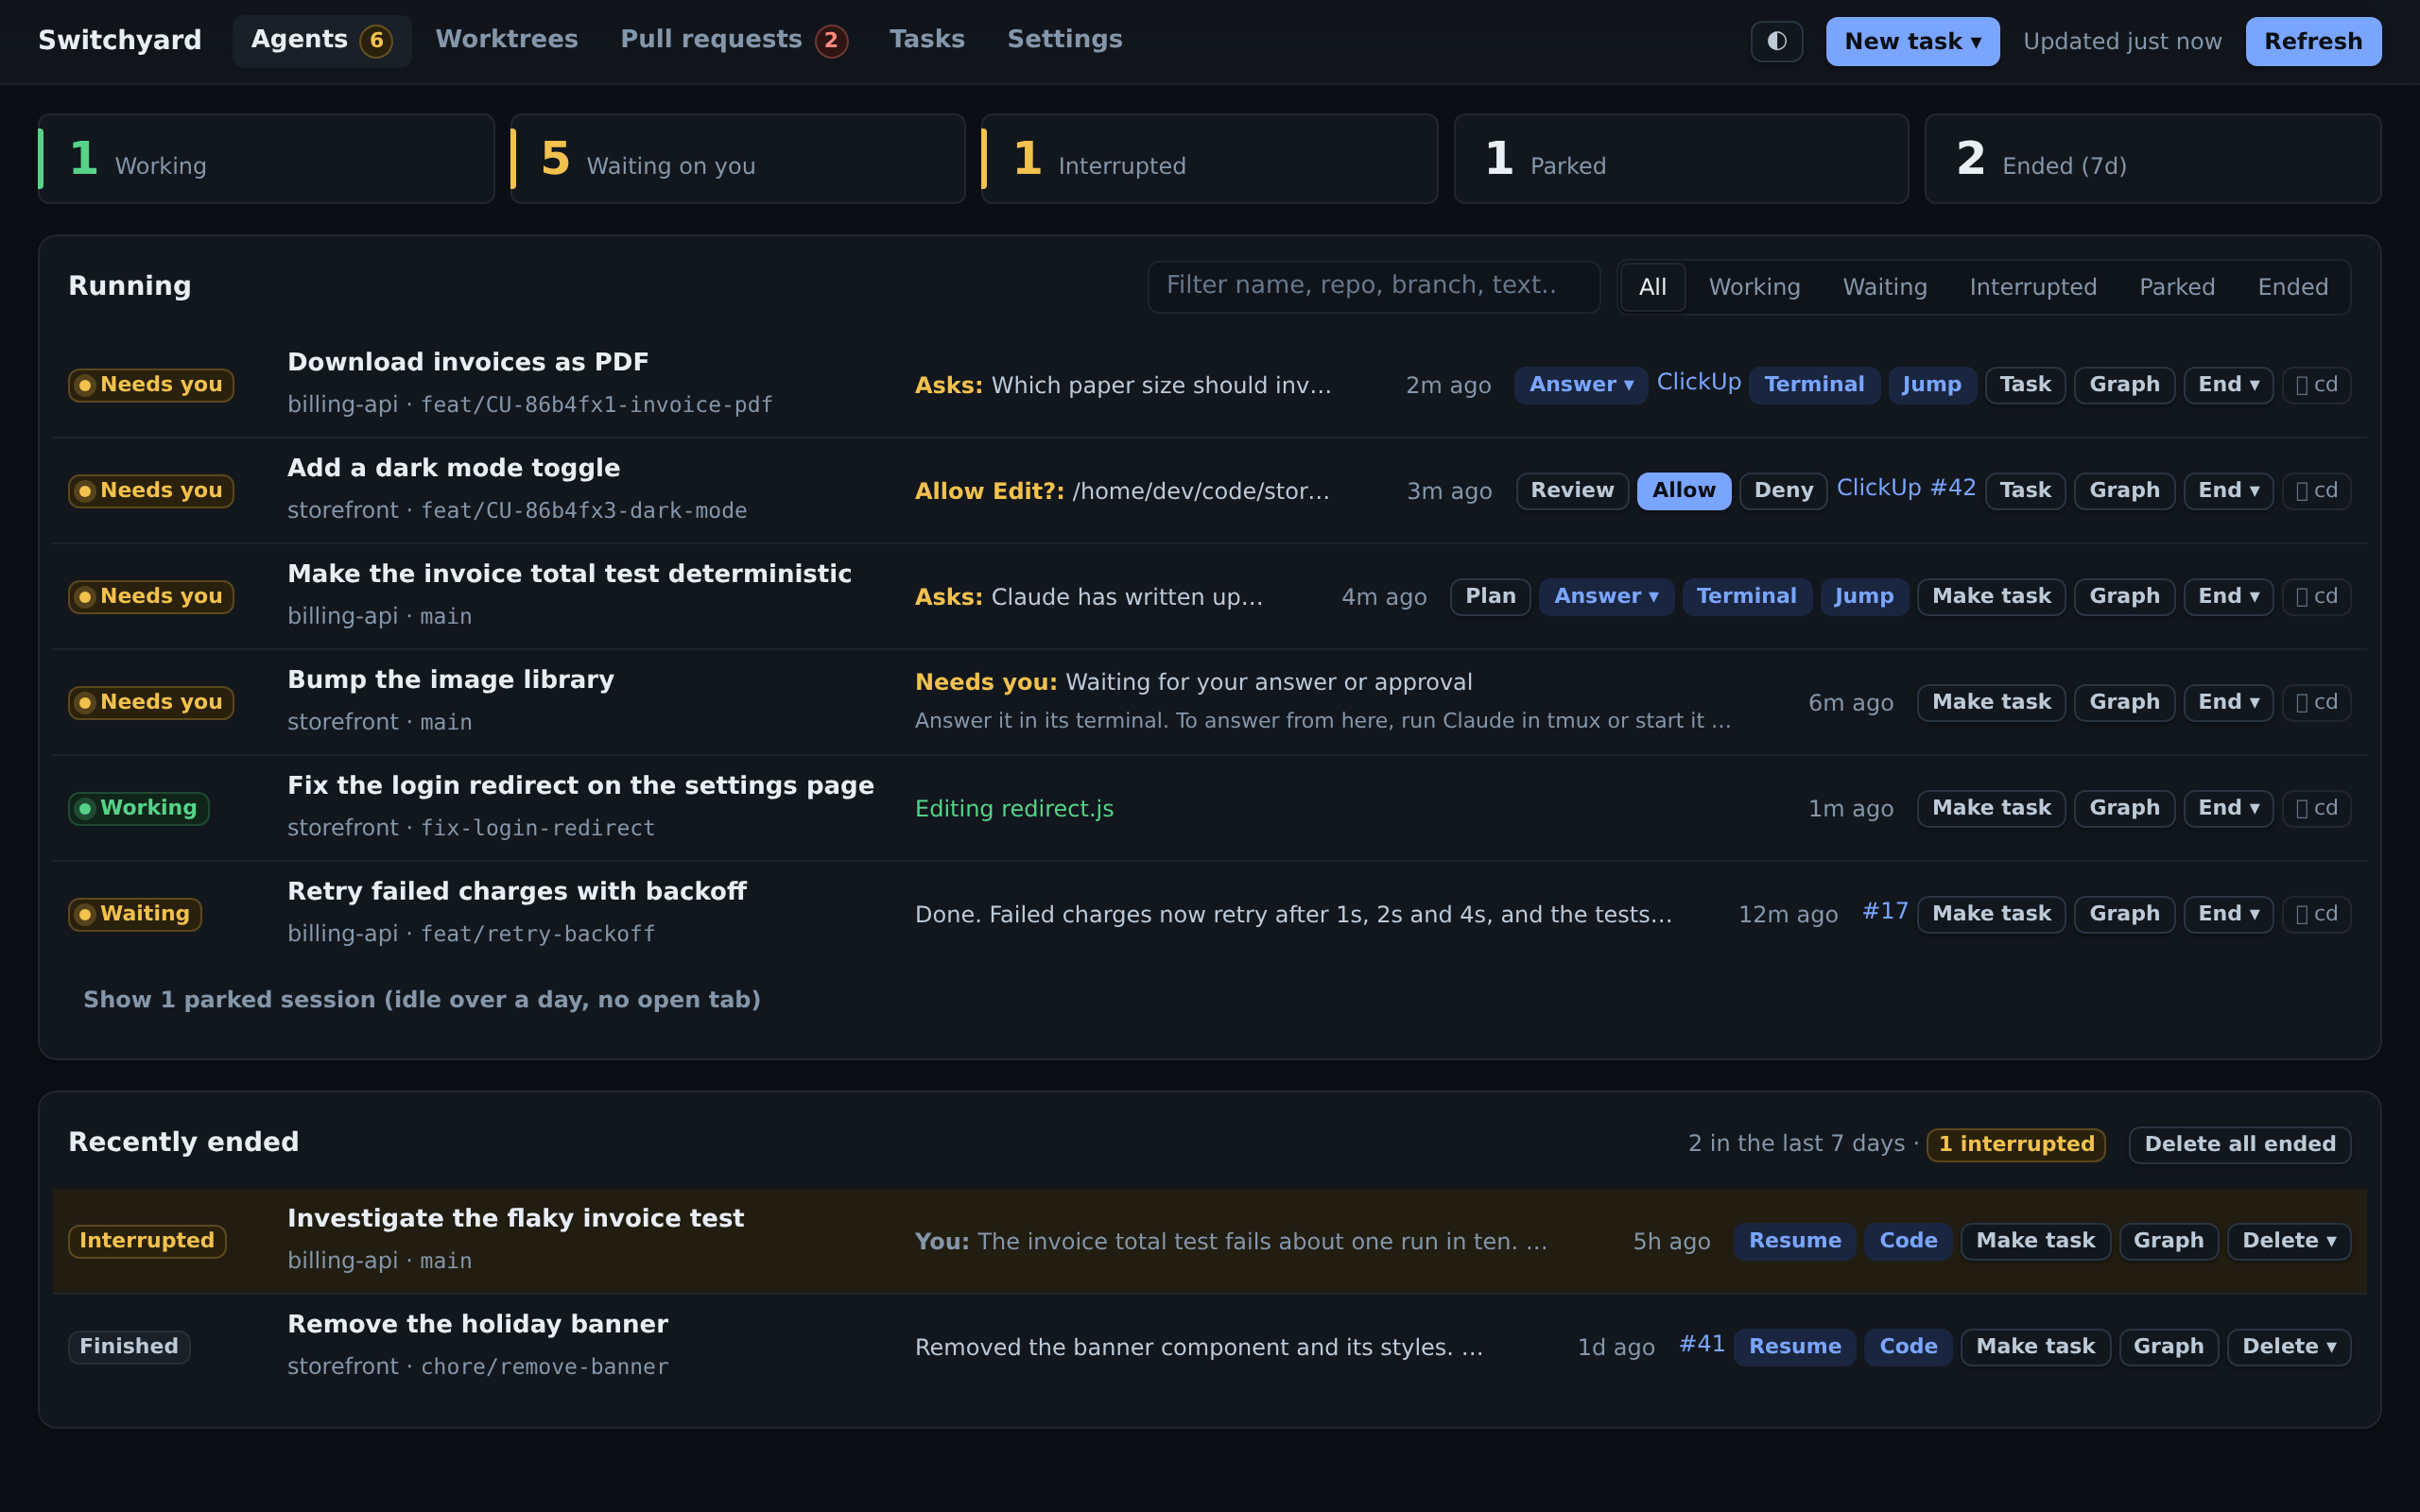 Switchyard Agents 6 Worktrees Pull requests 2 Tasks Settings New task ▾ Updated just now Refresh
1 Working 5 Waiting on you 1 Interrupted 1 Parked 2 Ended (7d)
Running Filter name, repo, branch, text.. All Working Waiting Interrupted Parked Ended
Needs you Download invoices as PDF Asks: Which paper size should inv… 2m ago Answer ▾ ClickUp Terminal Jump Task Graph End ▾ cd
billing-api · feat/CU-86b4fx1-invoice-pdf
Needs you Add a dark mode toggle Allow Edit?: /home/dev/code/stor… 3m ago Review Allow Deny ClickUp #42 Task Graph End ▾ cd
storefront · feat/CU-86b4fx3-dark-mode
Needs you Make the invoice total test deterministic Asks: Claude has written up… 4m ago Plan Answer ▾ Terminal Jump Make task Graph End ▾ cd
billing-api · main
Needs you Bump the image library Needs you: Waiting for your answer or approval 6m ago Make task Graph End ▾ cd
storefront · main Answer it in its terminal. To answer from here, run Claude in tmux or start it …
Working Fix the login redirect on the settings page Editing redirect.js 1m ago Make task Graph End ▾ cd
storefront · fix-login-redirect
Waiting Retry failed charges with backoff Done. Failed charges now retry after 1s, 2s and 4s, and the tests… 12m ago #17 Make task Graph End ▾ cd
billing-api · feat/retry-backoff
Show 1 parked session (idle over a day, no open tab)
Recently ended 2 in the last 7 days · 1 interrupted Delete all ended
Interrupted Investigate the flaky invoice test You: The invoice total test fails about one run in ten. … 5h ago Resume Code Make task Graph Delete ▾
billing-api · main
Finished Remove the holiday banner Removed the banner component and its styles. … 1d ago #41 Resume Code Make task Graph Delete ▾
storefront · chore/remove-banner